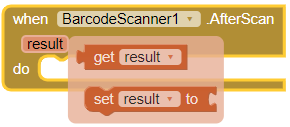 when BarcodeScanner1 .AfterScan
result
get result
do
set result to